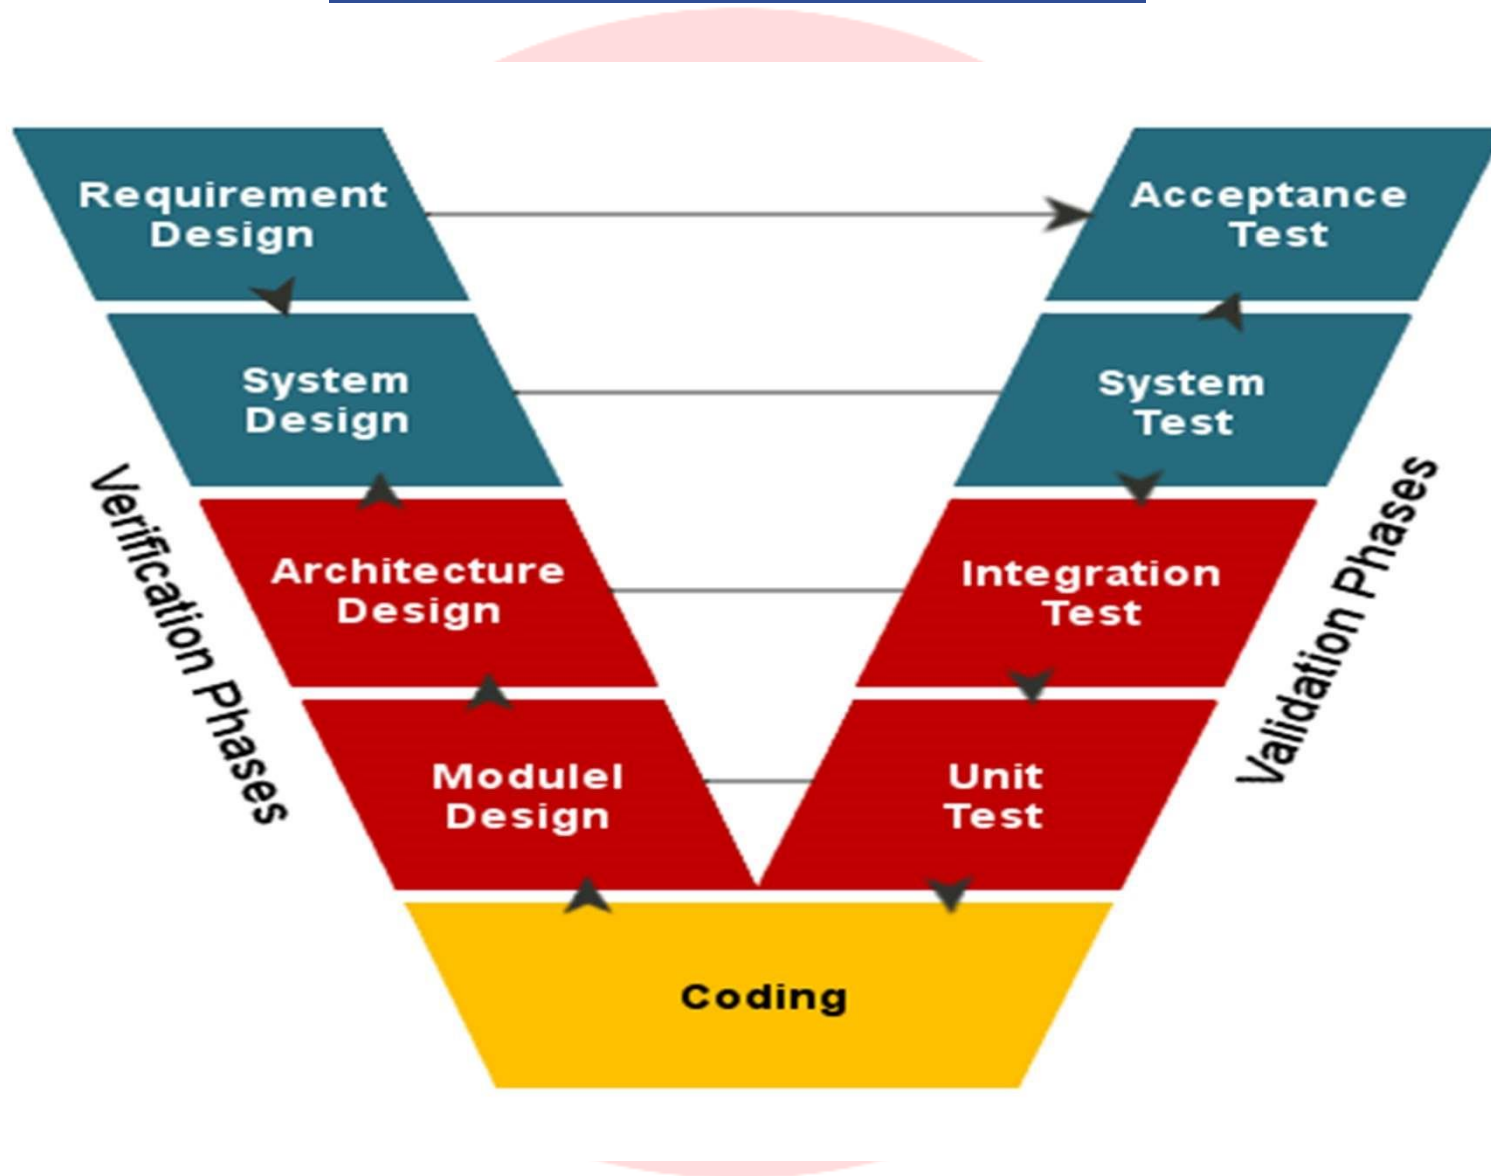 Requirement
Design
Acceptance
Test
System
Design
System
Test
Architecture
Design
Integration
Test
Modulel
Design
Unit
Test
Coding
Verification Phases
Validation Phases